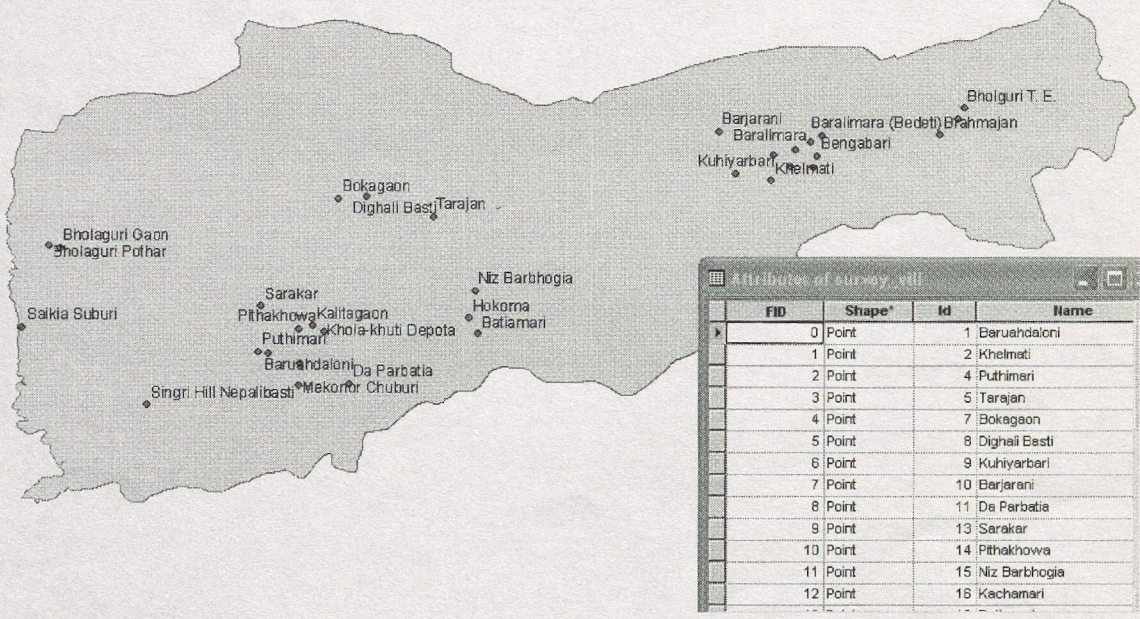 Bholguri T. E.
Barjarani
Baralimara (Bedeti)
Brahmajan
Baralimara
Bengabari
Kuhiyarbari
Khelmati
Bokagaon
Dighali Basti
Tarajan
Bholaguri Gaon
Bholaguri Pothar
Niz Barbhogia
Sarakar
Hokoma
Saikia Suburi
Pithakhowa
Kalitagaon
Batiamari
Khola-khuti Depota
Puthimari
Baruahdaloni
Da Parbatia
Singri Hill Nepalibasti
Mekohor Chuburi
Attributes of survey_vill
FID Shape* Id Name
0 Point 1 Baruahdaloni
1 Point 2 Khelmati
2 Point 4 Puthimari
3 Point 5 Tarajan
4 Point 7 Bokagaon
5 Point 8 Dighali Basti
6 Point 9 Kuhiyarbari
7 Point 10 Barjarani
8 Point 11 Da Parbatia
9 Point 13 Sarakar
10 Point 14 Pithakhowa
11 Point 15 Niz Barbhogia
12 Point 16 Kachamari